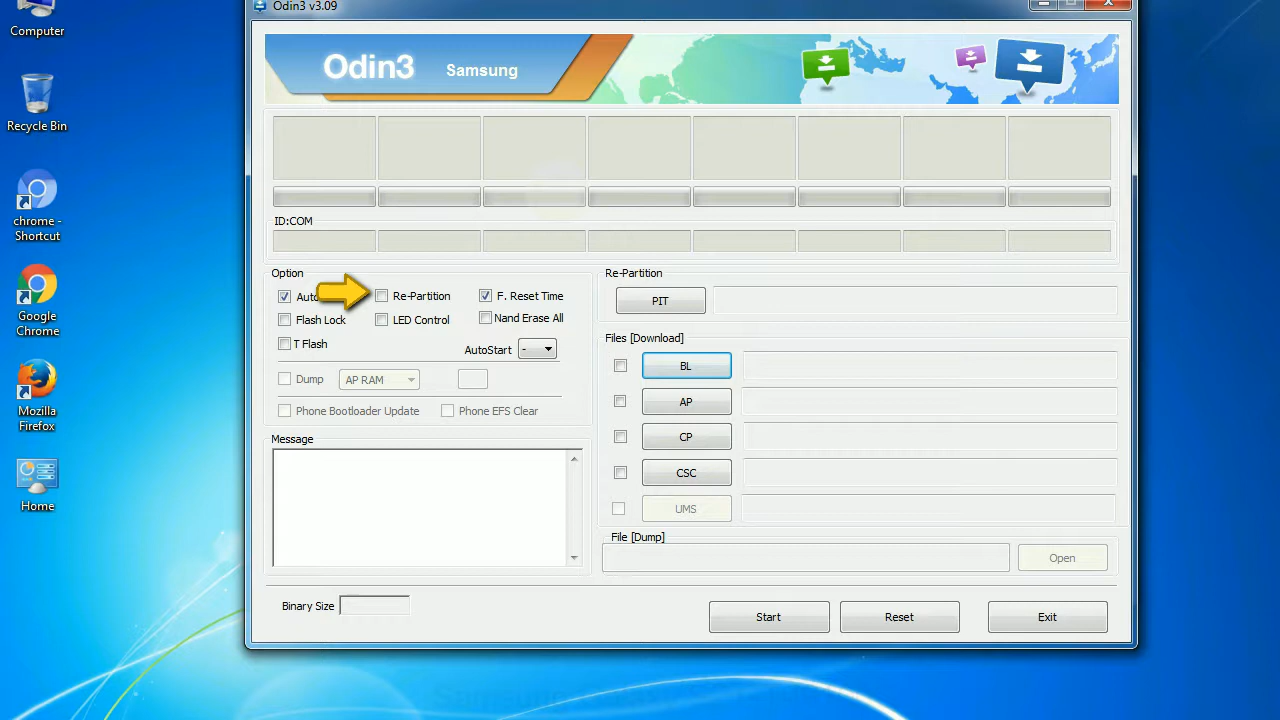 Odin3 v3.09
Computer
Odin3 Samsung
Recycle Bin
chrome -
Shortcut
ID:COM
Option
Re-Partition
F. Reset Time
Flash Lock
LED Control
Nand Erase All
T Flash
AutoStart -
Dump AP RAM
Phone Bootloader Update
Phone EFS Clear
Re-Partition
PIT
Files [Download]
BL
AP
CP
CSC
UMS
Google
Chrome
Mozilla
Firefox
Home
Message
File [Dump]
Open
Binary Size
Start
Reset
Exit
Samsung